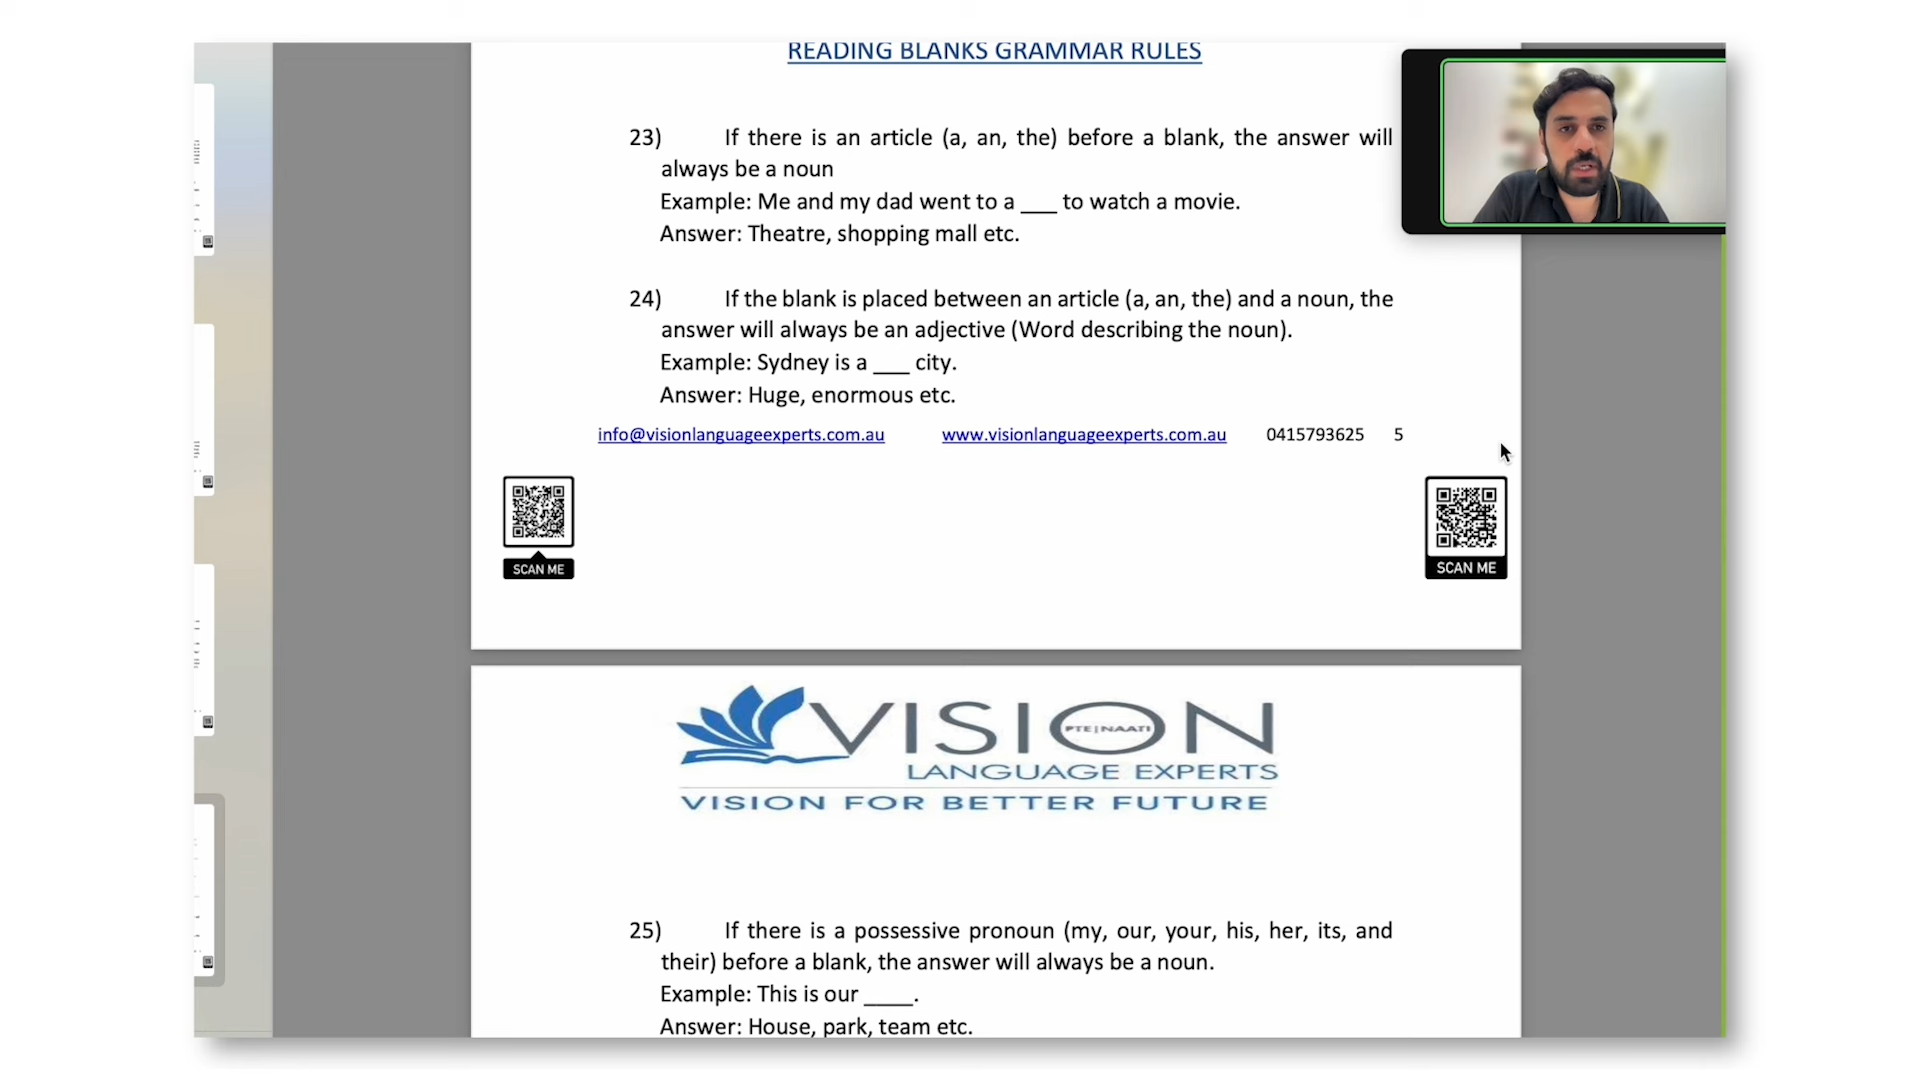 READING BLANKS GRAMMAR RULES
23) If there is an article (a, an, the) before a blank, the answer will
always be a noun
Example: Me and my dad went to a ___ to watch a movie.
Answer: Theatre, shopping mall etc.
24) If the blank is placed between an article (a, an, the) and a noun, the
answer will always be an adjective (Word describing the noun).
Example: Sydney is a ___ city.
Answer: Huge, enormous etc.
info@visionlanguageexperts.com.au www.visionlanguageexperts.com.au 0415793625 5
SCAN ME SCAN ME
VISION
PTE|NAATI
LANGUAGE EXPERTS
VISION FOR BETTER FUTURE
25) If there is a possessive pronoun (my, our, your, his, her, its, and
their) before a blank, the answer will always be a noun.
Example: This is our ____.
Answer: House, park, team etc.